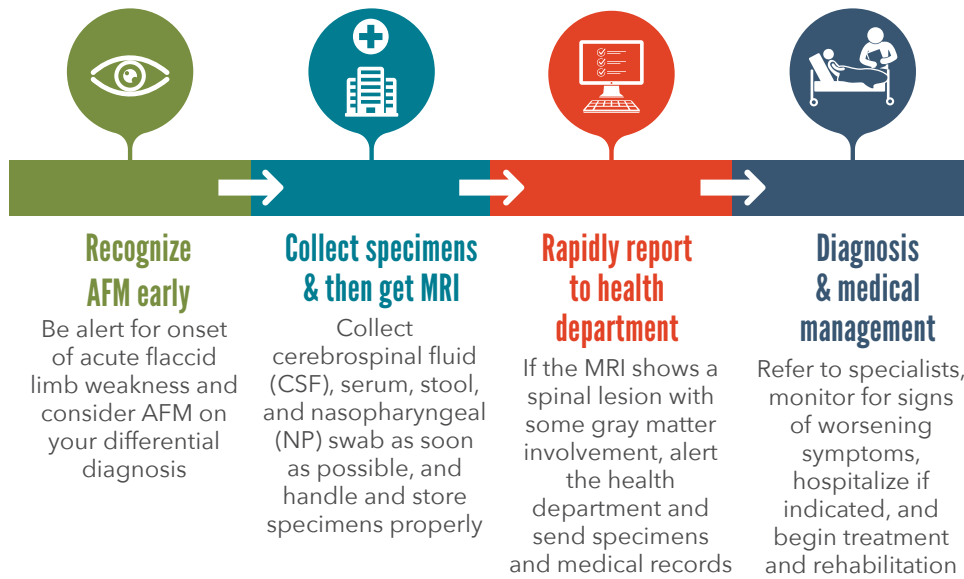 Recognize
AFM early
Be alert for onset
of acute flaccid
limb weakness and
consider AFM on
your differential
diagnosis
Collect specimens
& then get MRI
Collect
cerebrospinal fluid
(CSF), serum, stool,
and nasopharyngeal
(NP) swab as soon
as possible, and
handle and store
specimens properly
Rapidly report
to health
department
If the MRI shows a
spinal lesion with
some gray matter
involvement, alert
the health
department and
send specimens
and medical records
Diagnosis
& medical
management
Refer to specialists,
monitor for signs
of worsening
symptoms,
hospitalize if
indicated, and
begin treatment
and rehabilitation